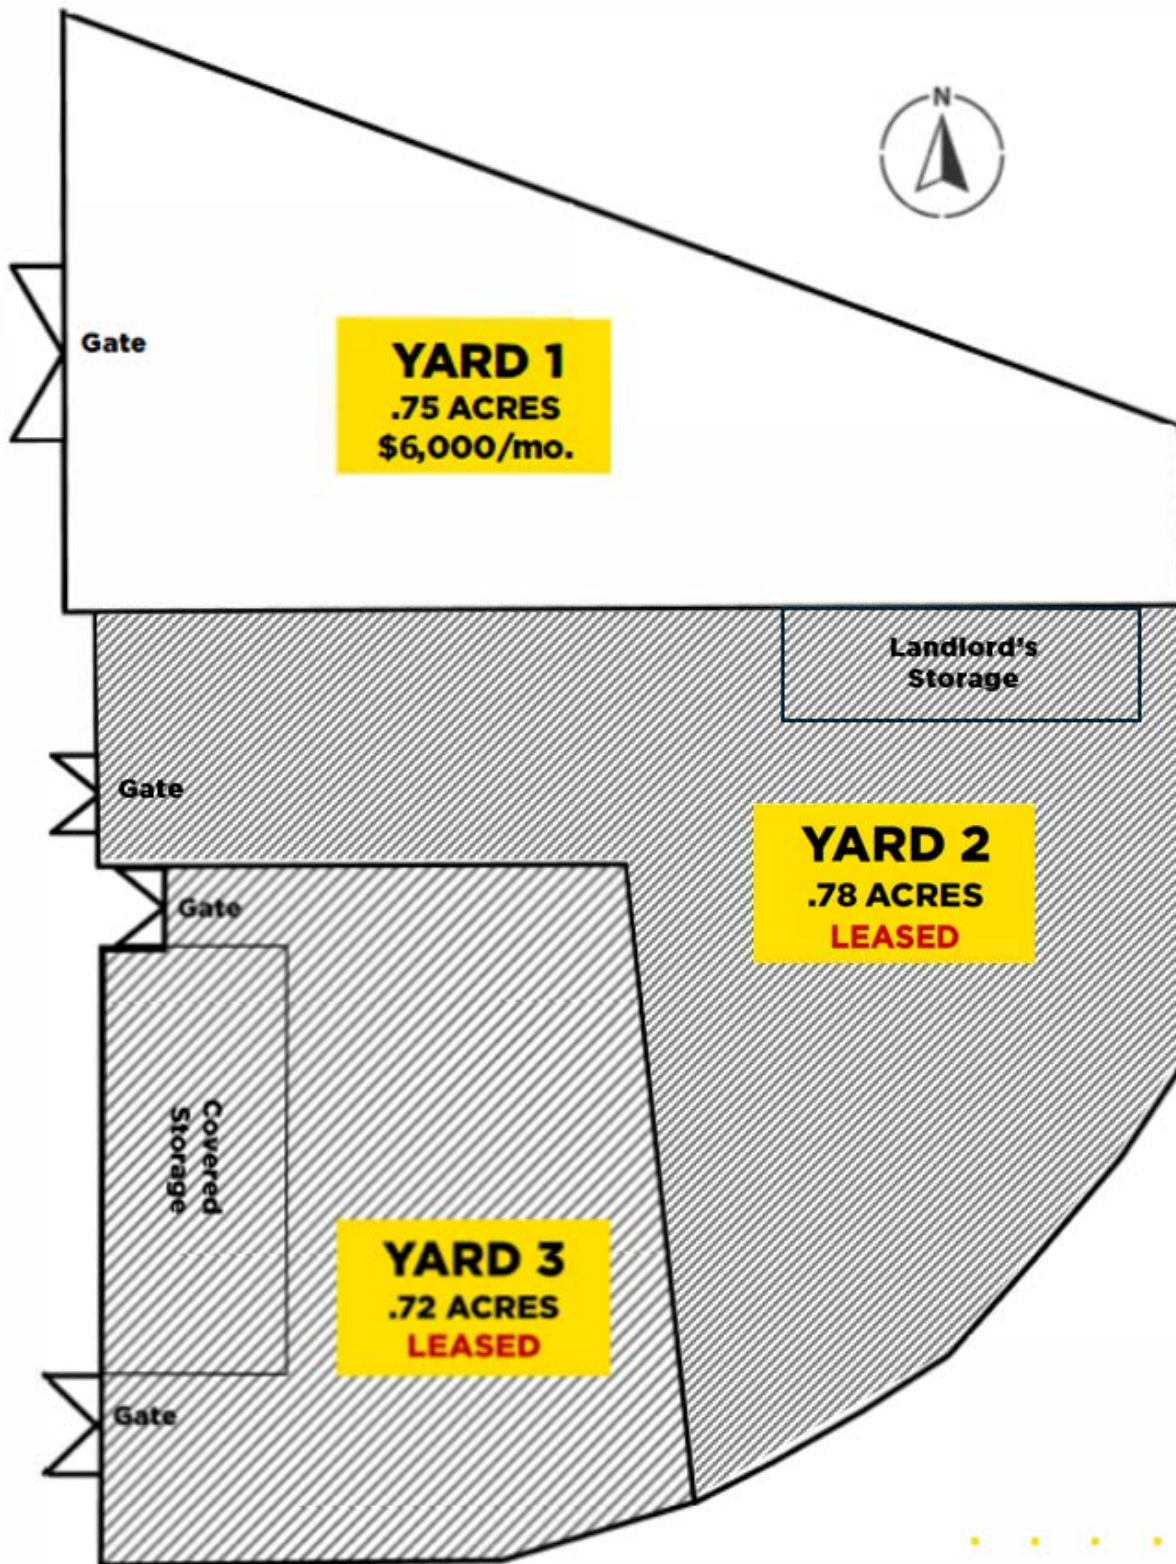 N
Gate
YARD 1
.75 ACRES
$6,000/mo.
Landlord's
Storage
Gate
YARD 2
.78 ACRES
LEASED
Gate
Covered
Storage
YARD 3
.72 ACRES
LEASED
Gate